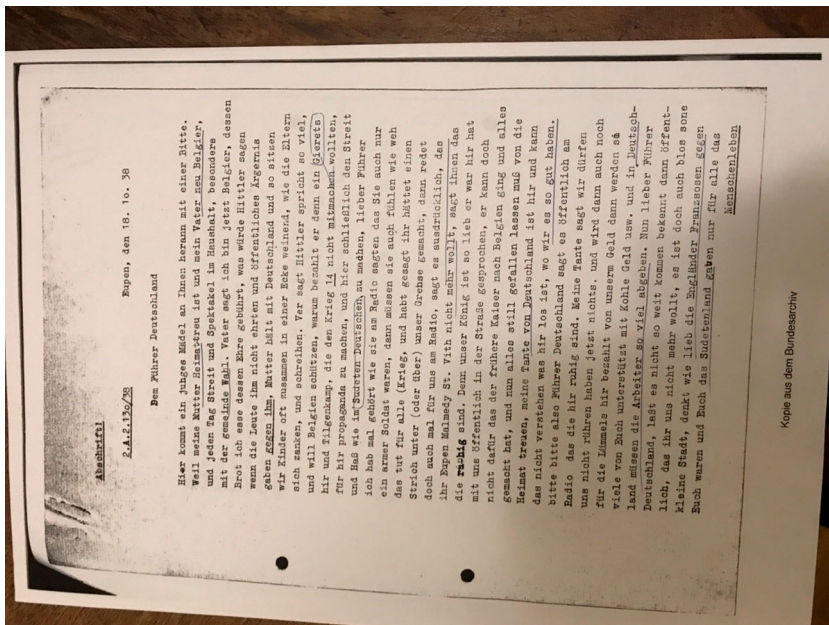 Abschrift!
2.A.2.130/38 Eupen, den 18. 10. 38
Dem Führer Deutschland
Hier kommt ein junges Mädel an Ihnen herann mit einer Bitte.
Weil meine Mutter Heimattreu ist und mein Vater neu Belgier,
und jeden Tag Streit und Spektakel im Haushalt, besonders
mit der gemeinde Wahl. Vater sagt ich bin jetzt Belgier, dessen
Brot ich esse dessen Ehre gebührt, was würde Hittler sagen
wenn die Leute ihm nicht ehrten und öffentliches Ärgernis
gaben gegen ihm, Mutter hält mit Deutschland und so sitzen
wir Kinder oft zusammen in einer Ecke weinend, wie die Eltern
sich zanken, und schreihen. Ver sagt Hittler spricht so viel,
und will Belgien schützen, warum bezahlt er denn ein Gierets
hir und Tilgenkamp, die den Krieg 14 nicht mitmachen wollten,
für hir propaganda zu machen, und hier schließlich den Streit
und Haß wie im Sudeten Deutschen zu machen, lieber Führer
ich hab mal gehört wie sie am Radio sagten das Sie auch nur
ein armer Soldat waren, dann müssen sie auch fühlen wie weh
das tut für alle (Krieg, und habt gesagt ihr hättet einen
Strich unter (oder über) unser Grenhse gemacht, dann redet
doch auch mal für uns am Radio, sagt es ausdrücklich, das
ihr Eupen Malmedy St. Vith nicht mehr wollt, sagt ihnen das
die ruhig sind. Denn unser König ist so lieb er war hir hat
mit uns öffentlich in der Straße gesprochen, er kann doch
nicht dafür das der frühere Kaiser nach Belgien ging und alles
gemacht hat, und nun alles still gefallen lassen muß von die
Heimat treuen, meine Tante von Deutschland ist hir und kann
das nicht verstehen was hir los ist, wo wir es so gut haben.
bitte bitte also Führer Deutschland sagt es öffentlich am
Radio das die hir ruhig sind. Meine Tante sagt wir dürfen
uns nicht rühren haben jetzt nichts. und wird dann auch noch
für die Lümmels hir bezahlt von unserm Geld dann werden so
viele von Euch unterstützt mit Kohle Geld usw. und in Deutsch-
land müssen die Arbeiter so viel abgeben. Nun lieber Führer
Deutschland, laßt es nicht so weit kommen bekennt dann öffent-
lich, das ihr uns nicht mehr wollt, es ist doch auch blos sone
kleine Stadt, denkt wie lieb die Engländer Franzsosen gegen
Euch waren und Euch das Sudetenland gaben nur für alle das
Menschenleben
Kopie aus dem Bundesarchiv